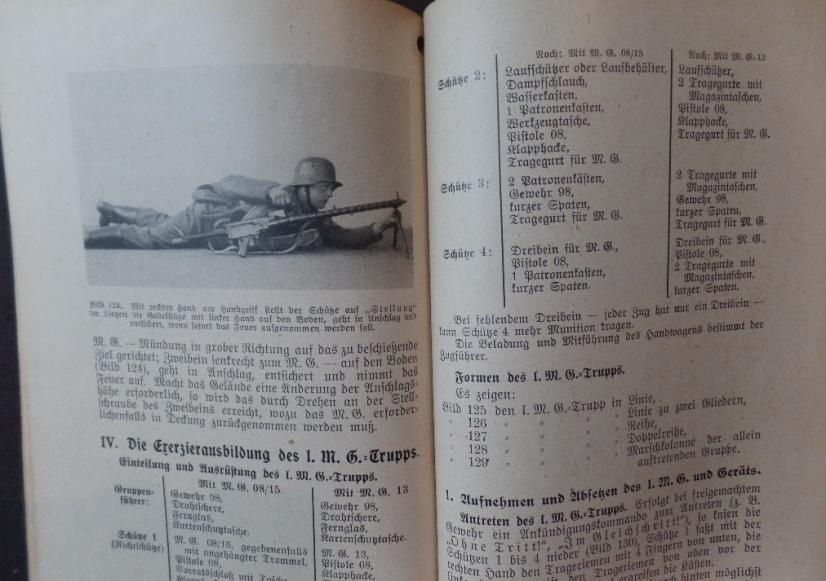 Bild 124. Mit rechter Hand am Handgriff stellt der Schütze auf „Stellung"
im Liegen die Gabelstütze mit linker Hand auf den Boden, geht in Anschlag und
entsichert, wenn sofort das Feuer aufgenommen werden soll.
M. G. — Mündung in grober Richtung auf das zu beschießende
Ziel gerichtet; Zweibein senkrecht zum M. G. — auf den Boden
(Bild 124), geht in Anschlag, entsichert und nimmt das
Feuer auf. Macht das Gelände eine Änderung der Anschlags-
höhe erforderlich, so wird das durch Drehen an der Stell-
schraube des Zweibeins erreicht, wozu das M. G. erforder-
lichenfalls in Deckung zurückgenommen werden muß.
IV. Die Exerzierausbildung des l. M. G.-Trupps.
Einteilung und Ausrüstung des l. M. G.-Trupps.
Mit M. G. 08/15
Mit M. G. 13
Gruppen-
führer:
Gewehr 98,
Drahtschere,
Fernglas,
Kartenschutztasche.
Gewehr 98,
Drahtschere,
Fernglas,
Kartenschutztasche.
Schütze 1
(Richtschütze)
M. G. 08/15, gegebenenfalls
mit angehängter Trommel,
Pistole 08,
Vorratsschloß mit
M. G. 13,
Pistole 08,
Klapphacke,
Noch: Mit M. G. 08/15
Noch: Mit M. G. 13
Schütze 2:
Laufschützer oder Laufbehälter,
Dampfschlauch,
Wasserkasten,
1 Patronenkasten,
Werkzeugtasche,
Pistole 08,
Klapphacke,
Tragegurt für M. G.
Laufschützer,
2 Tragegurte mit
Magazintaschen,
Pistole 08,
Klapphacke,
Tragegurt für M. G.
Schütze 3:
2 Patronenkästen,
Gewehr 98,
kurzer Spaten,
Tragegurt für M. G.
2 Tragegurte mit
Magazintaschen,
Gewehr 98,
kurzer Spaten,
Tragegurt für M. G.
Schütze 4:
Dreibein für M. G.,
Pistole 08,
1 Patronenkasten,
kurzer Spaten.
Dreibein für M. G.,
Pistole 08,
2 Tragegurte mit
Magazintaschen,
kurzer Spaten.
Bei fehlendem Dreibein — jeder Zug hat nur ein Dreibein —
kann Schütze 4 mehr Munition tragen.
Die Beladung und Mitführung des Handwagens bestimmt der
Zugführer.
Formen des l. M. G.-Trupps.
Es zeigen:
Bild 125 den l. M. G.-Trupp in Linie,
„ 126 „ „ „ Linie zu zwei Gliedern,
„ 127 „ „ „ Reihe,
„ 128 „ „ „ Doppelreihe,
„ 129 „ „ „ Marschkolonne der allein
auftretenden Gruppe.
1. Aufnehmen und Absetzen des l. M. G. und Geräts.
Antreten des l. M. G.-Trupps. Erfolgt bei freigemachtem
Gewehr ein Ankündigungskommando zum Antreten (z. B.
„Ohne Tritt!", „Im Gleichschritt!"), so knien die
Schützen 1 bis 4 nieder (Bild 130), Schütze 1 faßt mit der
rechten Hand den Trageriemen mit 4 Fingern von unten, die
den Trageriemen von oben vor der
die Kästen.
hinten möglichst